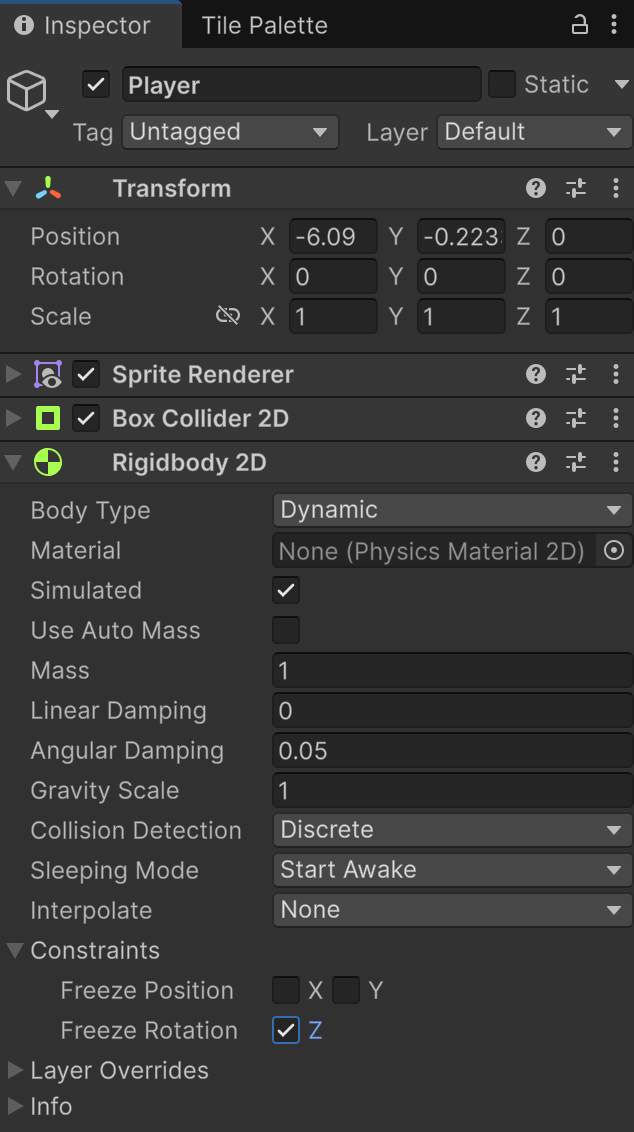 Inspector Tile Palette
Player Static
Tag Untagged Layer Default
Transform
Position X -6.09 Y -0.223 Z 0
Rotation X 0 Y 0 Z 0
Scale X 1 Y 1 Z 1
Sprite Renderer
Box Collider 2D
Rigidbody 2D
Body Type Dynamic
Material None (Physics Material 2D)
Simulated
Use Auto Mass
Mass 1
Linear Damping 0
Angular Damping 0.05
Gravity Scale 1
Collision Detection Discrete
Sleeping Mode Start Awake
Interpolate None
Constraints
Freeze Position X Y
Freeze Rotation Z
Layer Overrides
Info